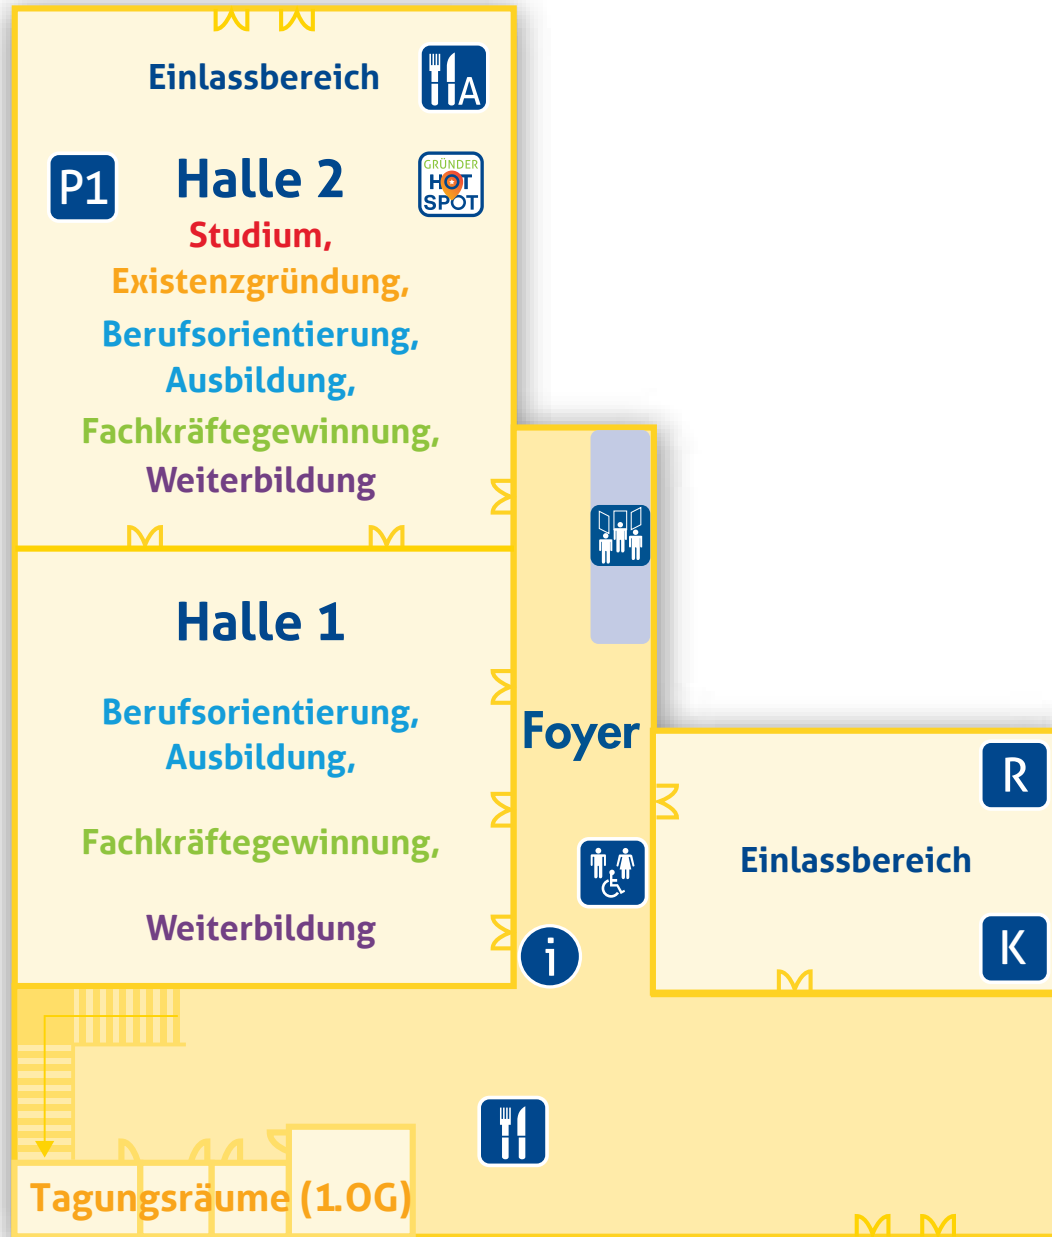 Einlassbereich
A
P1
Halle 2
GRÜNDER
HOT
SPOT
Studium,
Existenzgründung,
Berufsorientierung,
Ausbildung,
Fachkräftegewinnung,
Weiterbildung
Halle 1
Berufsorientierung,
Ausbildung,
Fachkräftegewinnung,
Weiterbildung
Foyer
i
R
Einlassbereich
K
Tagungsräume (1.OG)